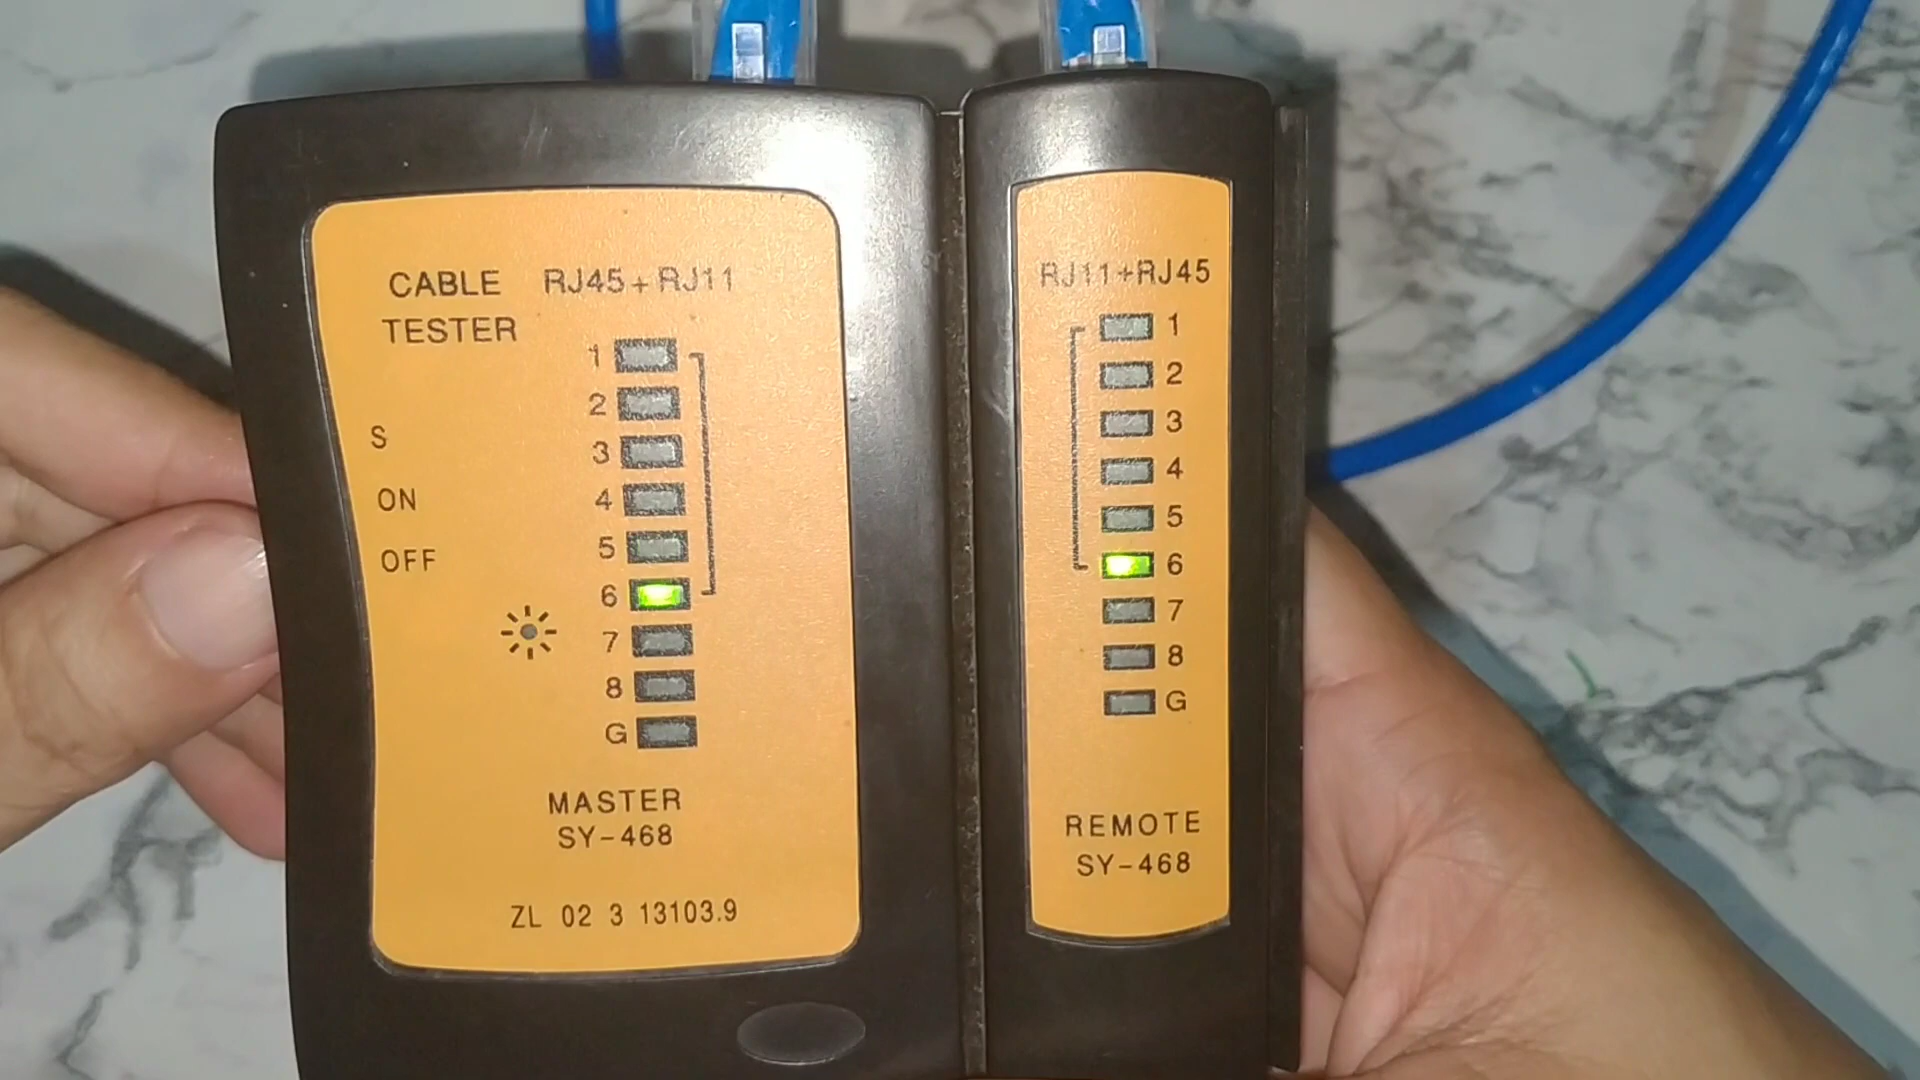 CABLE TESTER
RJ45+RJ11
S
ON
OFF
1
2
3
4
5
6
7
8
G
MASTER
SY-468
ZL 02 3 13103.9
RJ11+RJ45
1
2
3
4
5
6
7
8
G
REMOTE
SY-468